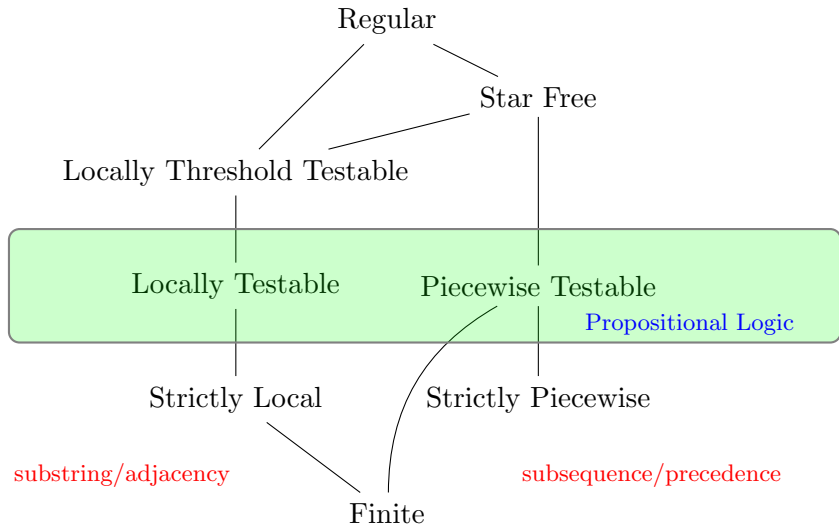 Regular
Star Free
Locally Threshold Testable
Locally Testable
Piecewise Testable
Propositional Logic
Strictly Local
Strictly Piecewise
substring/adjacency
subsequence/precedence
Finite